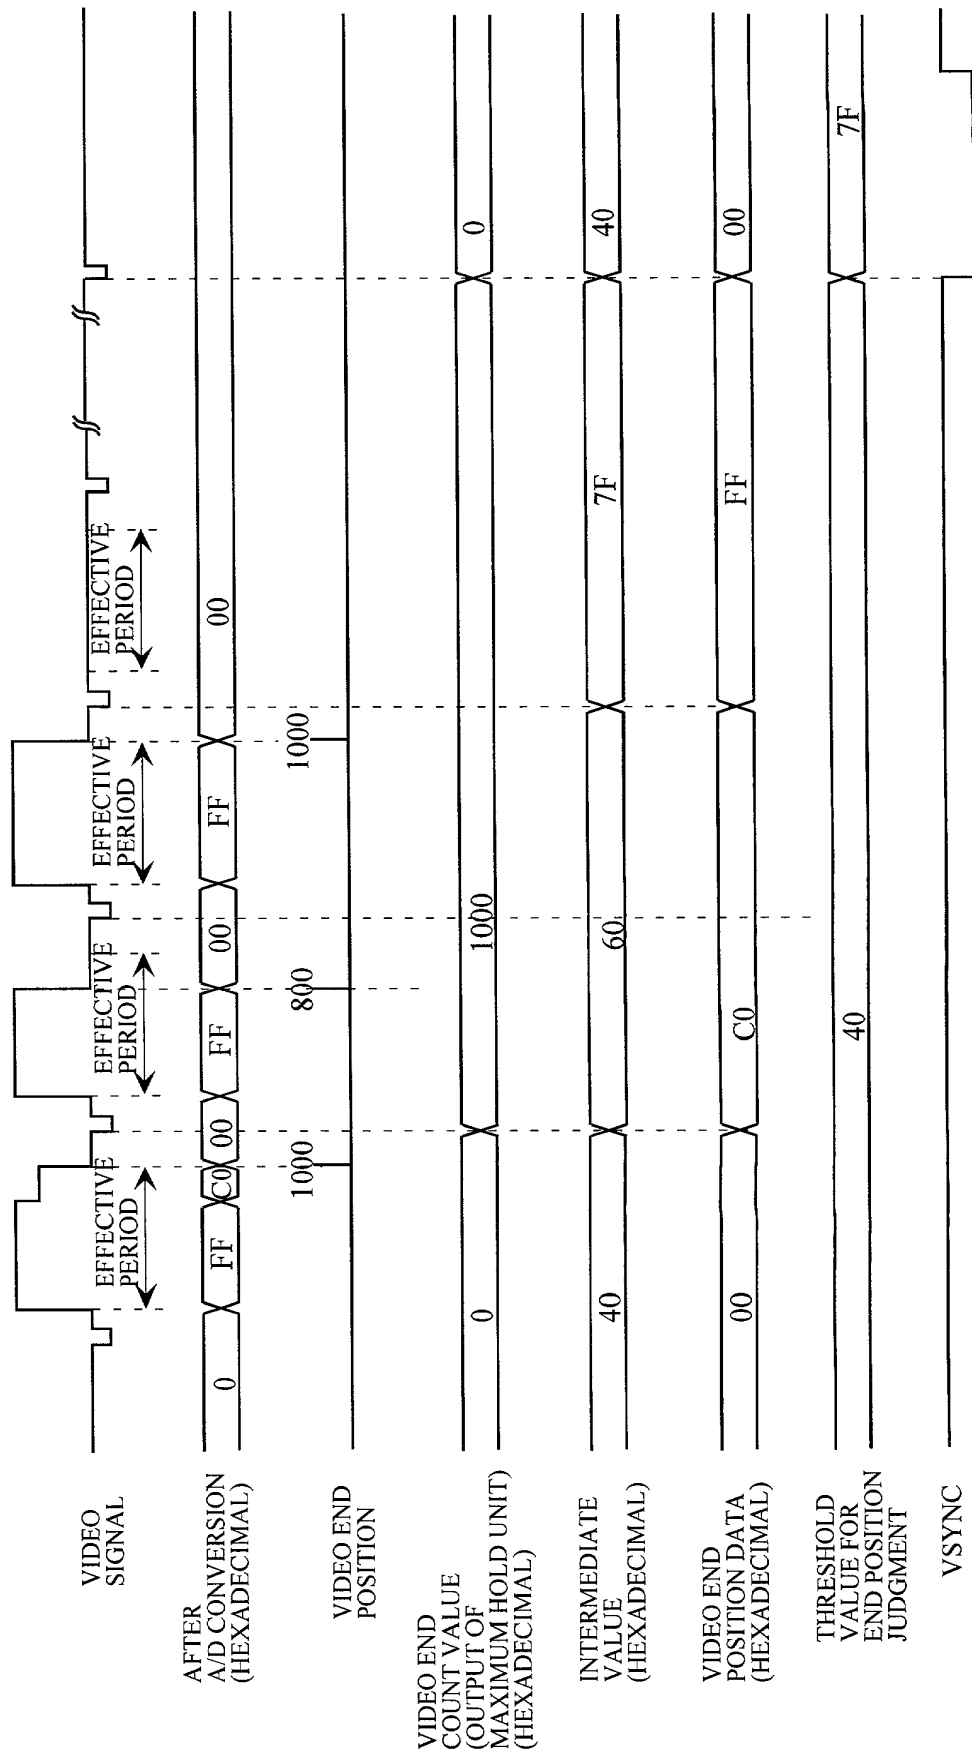 VIDEO
SIGNAL
EFFECTIVE
PERIOD
EFFECTIVE
PERIOD
EFFECTIVE
PERIOD
EFFECTIVE
PERIOD
AFTER
A/D CONVERSION
(HEXADECIMAL)
0
FF
C0
00
FF
00
FF
00
VIDEO END
POSITION
1000
800
1000
VIDEO END
COUNT VALUE
(OUTPUT OF
MAXIMUM HOLD UNIT)
(HEXADECIMAL)
0
1000
0
INTERMEDIATE
VALUE
(HEXADECIMAL)
40
60
7F
40
VIDEO END
POSITION DATA
(HEXADECIMAL)
00
C0
FF
00
THRESHOLD
VALUE FOR
END POSITION
JUDGMENT
40
7F
VSYNC